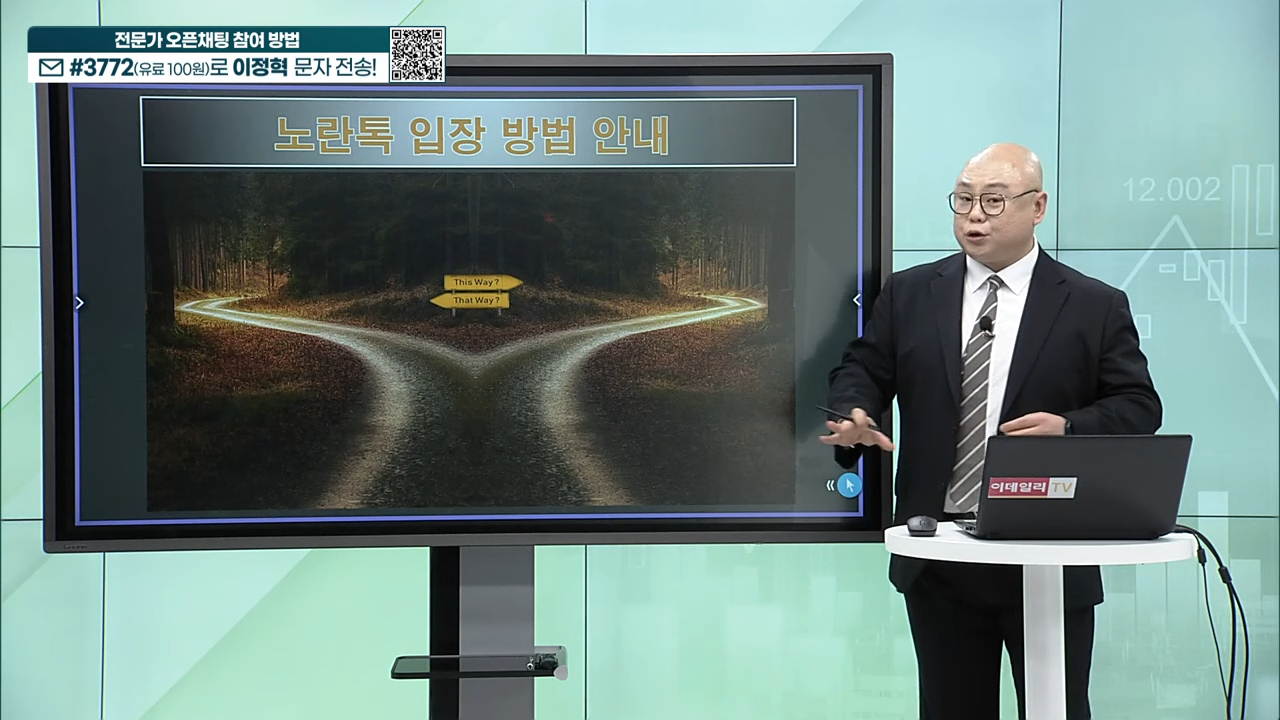 전문가 오픈채팅 참여 방법
#3772(유료 100원)로 이정혁 문자 전송!
노란톡 입장 방법 안내
This Way?
That Way?
12.002
이데일리TV